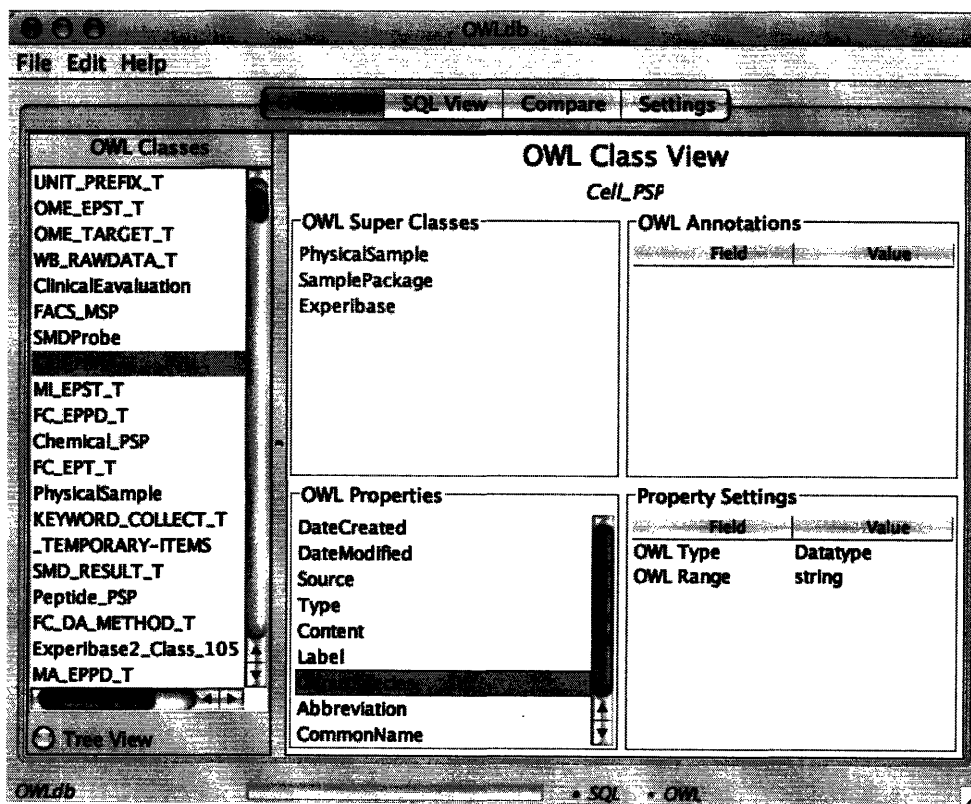 OWLdb
File Edit Help
SQL View Compare Settings
OWL Classes
UNIT_PREFIX_T
OME_EPST_T
OME_TARGET_T
WB_RAWDATA_T
ClinicalEavaluation
FACS_MSP
SMDProbe
MI_EPST_T
FC_EPPD_T
Chemical_PSP
FC_EPT_T
PhysicalSample
KEYWORD_COLLECT_T
_TEMPORARY-ITEMS
SMD_RESULT_T
Peptide_PSP
FC_DA_METHOD_T
Experibase2_Class_105
MA_EPPD_T
Tree View
OWL Class View
Cell_PSP
OWL Super Classes
PhysicalSample
SamplePackage
Experibase
OWL Annotations
Field Value
OWL Properties
DateCreated
DateModified
Source
Type
Content
Label
Abbreviation
CommonName
Property Settings
Field Value
OWL Type Datatype
OWL Range string
OWLdb
• SQL • OWL